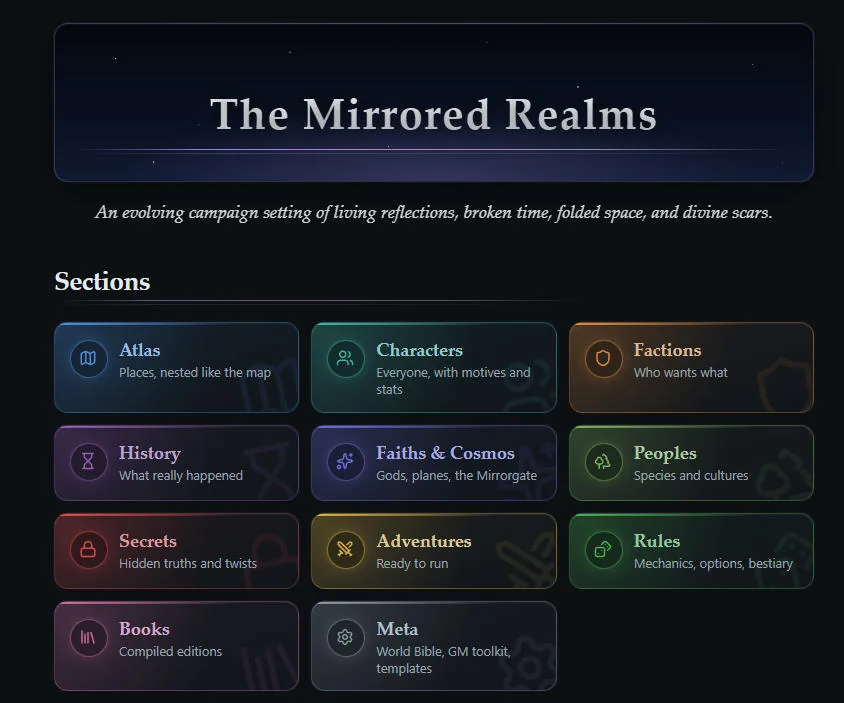 The Mirrored Realms
An evolving campaign setting of living reflections, broken time, folded space, and divine scars.
Sections
Atlas
Places, nested like the map
Characters
Everyone, with motives and
stats
Factions
Who wants what
History
What really happened
Faiths & Cosmos
Gods, planes, the Mirrorgate
Peoples
Species and cultures
Secrets
Hidden truths and twists
Adventures
Ready to run
Rules
Mechanics, options, bestiary
Books
Compiled editions
Meta
World Bible, GM toolkit,
templates